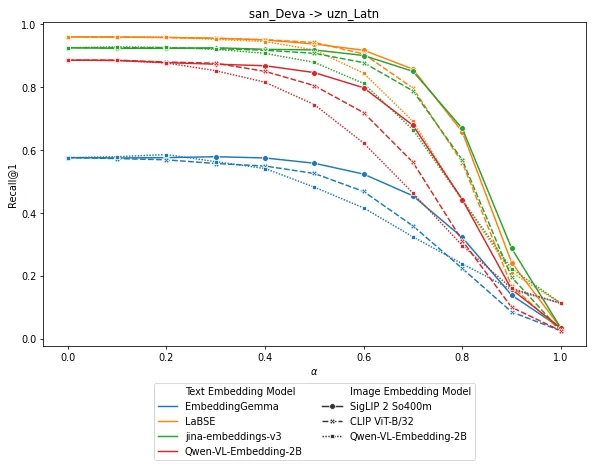 san_Deva -> uzn_Latn
1.0
0.8
0.6
0.4
0.2
0.0
Recall@1
0.0 0.2 0.4 0.6 0.8 1.0
α
Text Embedding Model Image Embedding Model
EmbeddingGemma SigLIP 2 So400m
LaBSE CLIP ViT-B/32
jina-embeddings-v3 Qwen-VL-Embedding-2B
Qwen-VL-Embedding-2B